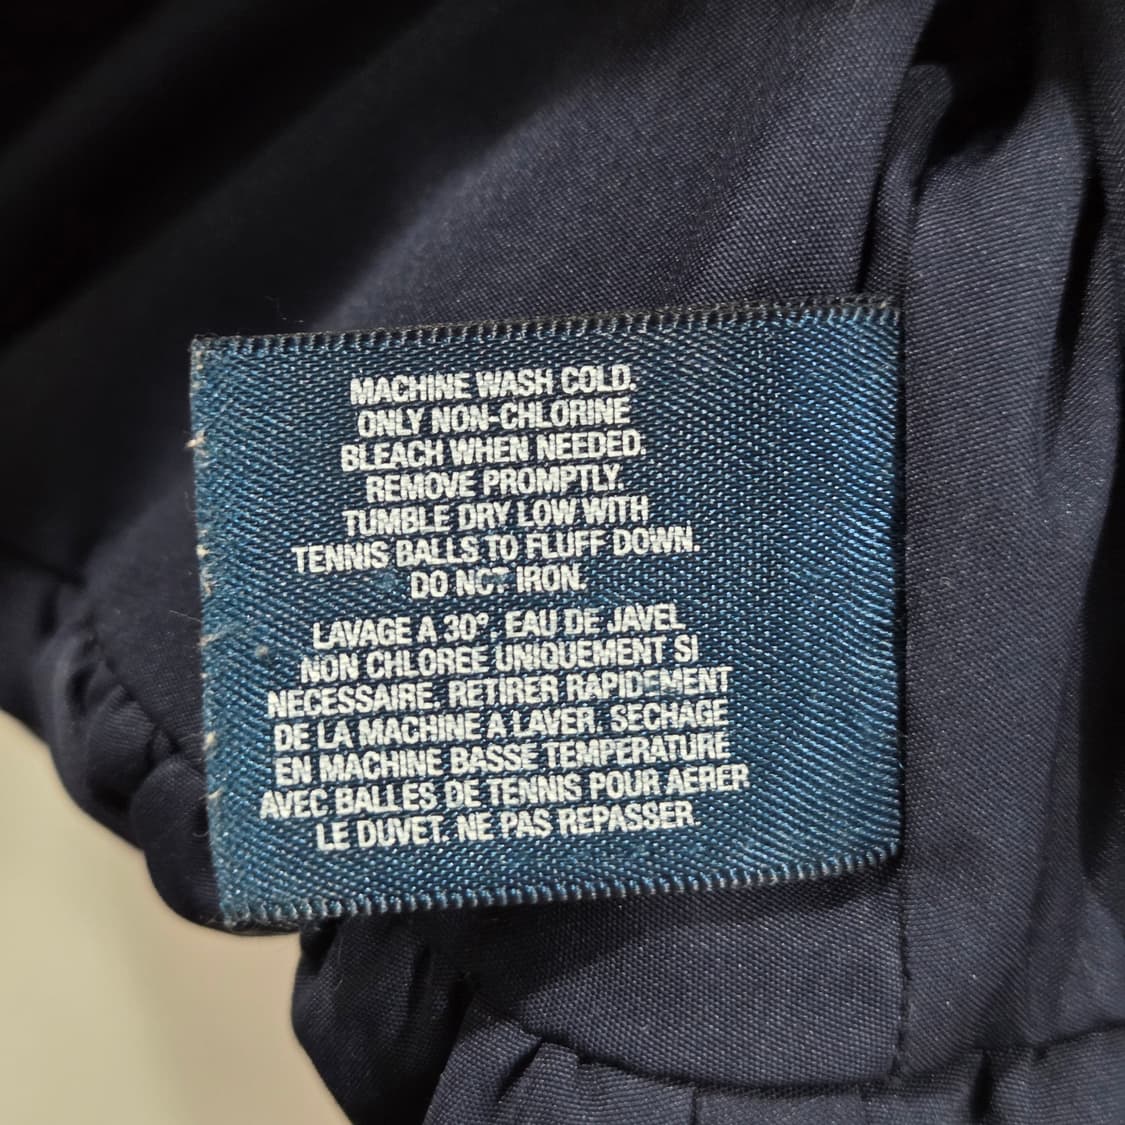 MACHINE WASH COLD.
ONLY NON-CHLORINE
BLEACH WHEN NEEDED.
REMOVE PROMPTLY.
TUMBLE DRY LOW WITH
TENNIS BALLS TO FLUFF DOWN.
DO NOT IRON.
LAVAGE A 30°. EAU DE JAVEL
NON CHLOREE UNIQUEMENT SI
NECESSAIRE. RETIRER RAPIDEMENT
DE LA MACHINE A LAVER. SECHAGE
EN MACHINE BASSE TEMPERATURE
AVEC BALLES DE TENNIS POUR AERER
LE DUVET. NE PAS REPASSER.